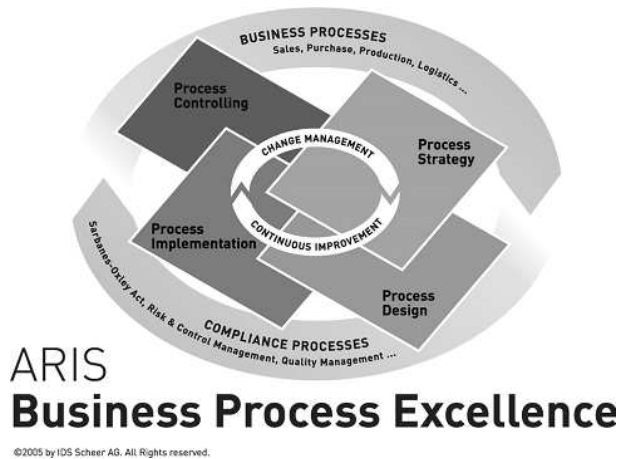 BUSINESS PROCESSES
Sales, Purchase, Production, Logistics ...
Process
Controlling
Process
Strategy
CHANGE MANAGEMENT
CONTINUOUS IMPROVEMENT
Process
Implementation
Process
Design
COMPLIANCE PROCESSES
Sarbanes-Oxley Act, Risk & Control Management, Quality Management ...
ARIS
Business Process Excellence
©2005 by IDS Scheer AG. All Rights reserved.